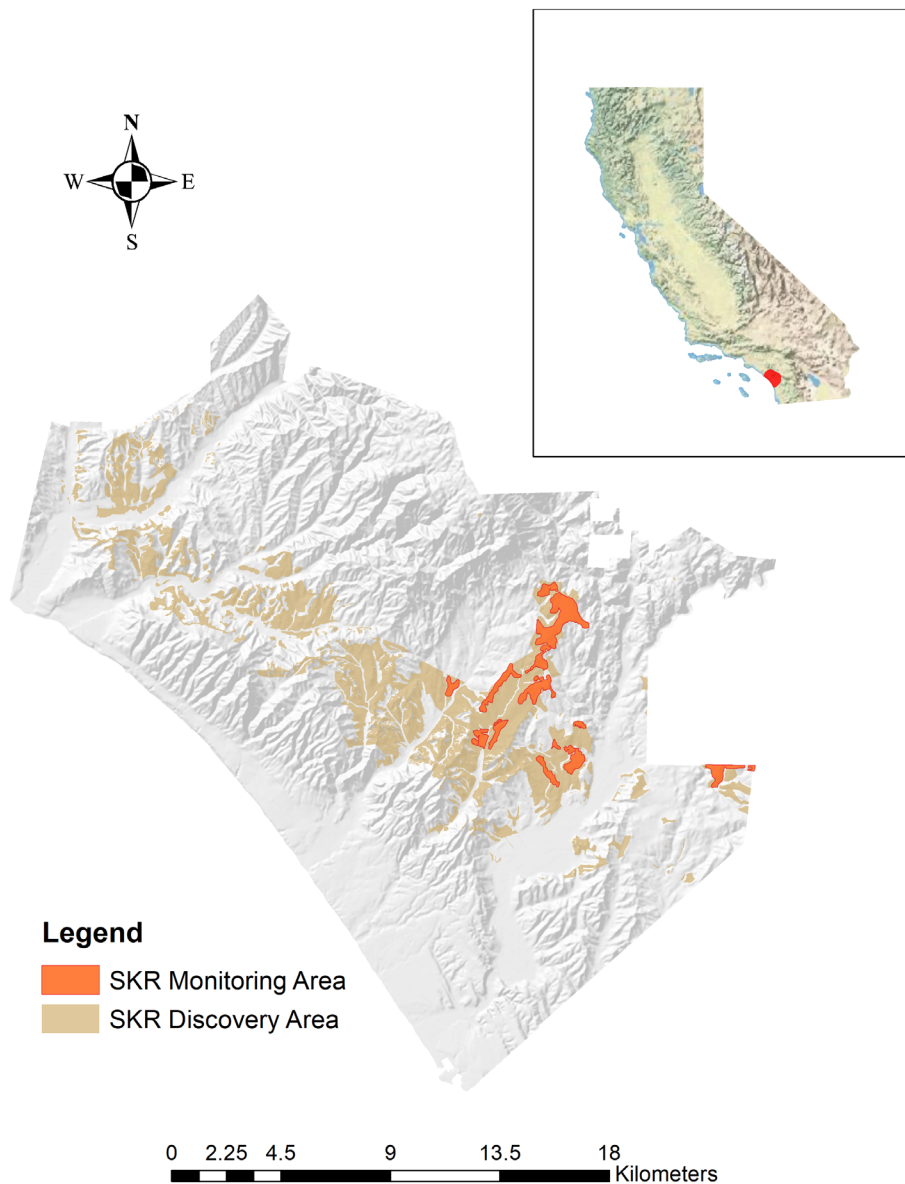 N
W E
S
Legend
SKR Monitoring Area
SKR Discovery Area
0 2.25 4.5 9 13.5 18
Kilometers